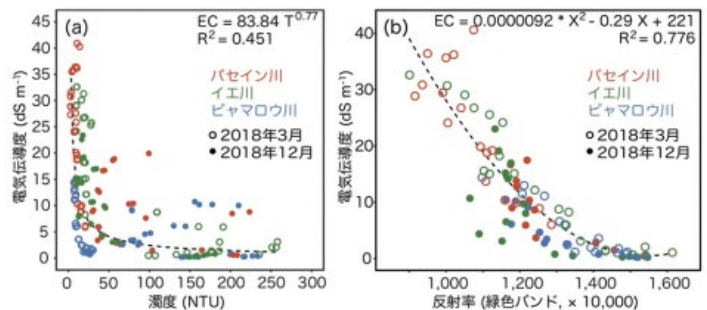 (a)
EC = 83.84 T^0.77
R² = 0.451
電気伝導度 (dS m⁻¹)
45
40
35
30
25
20
15
10
5
0
パセイン川
イエ川
ピャマロウ川
○ 2018年3月
● 2018年12月
0 50 100 150 200 250 300
濁度 (NTU)
(b)
EC = 0.0000092 * X² - 0.29 X + 221
R² = 0.776
電気伝導度 (dS m⁻¹)
40
30
20
10
0
パセイン川
イエ川
ピャマロウ川
○ 2018年3月
● 2018年12月
1,000 1,200 1,400 1,600
反射率 (緑色バンド, × 10,000)